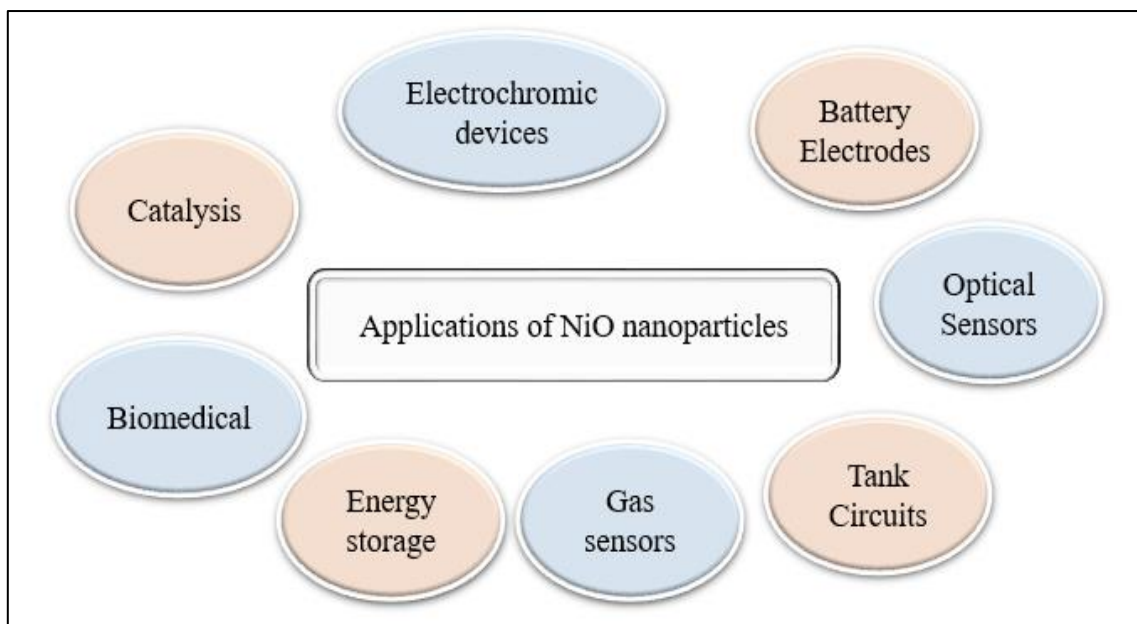 Electrochromic
devices
Battery
Electrodes
Catalysis
Optical
Sensors
Applications of NiO nanoparticles
Biomedical
Tank
Circuits
Energy
storage
Gas
sensors